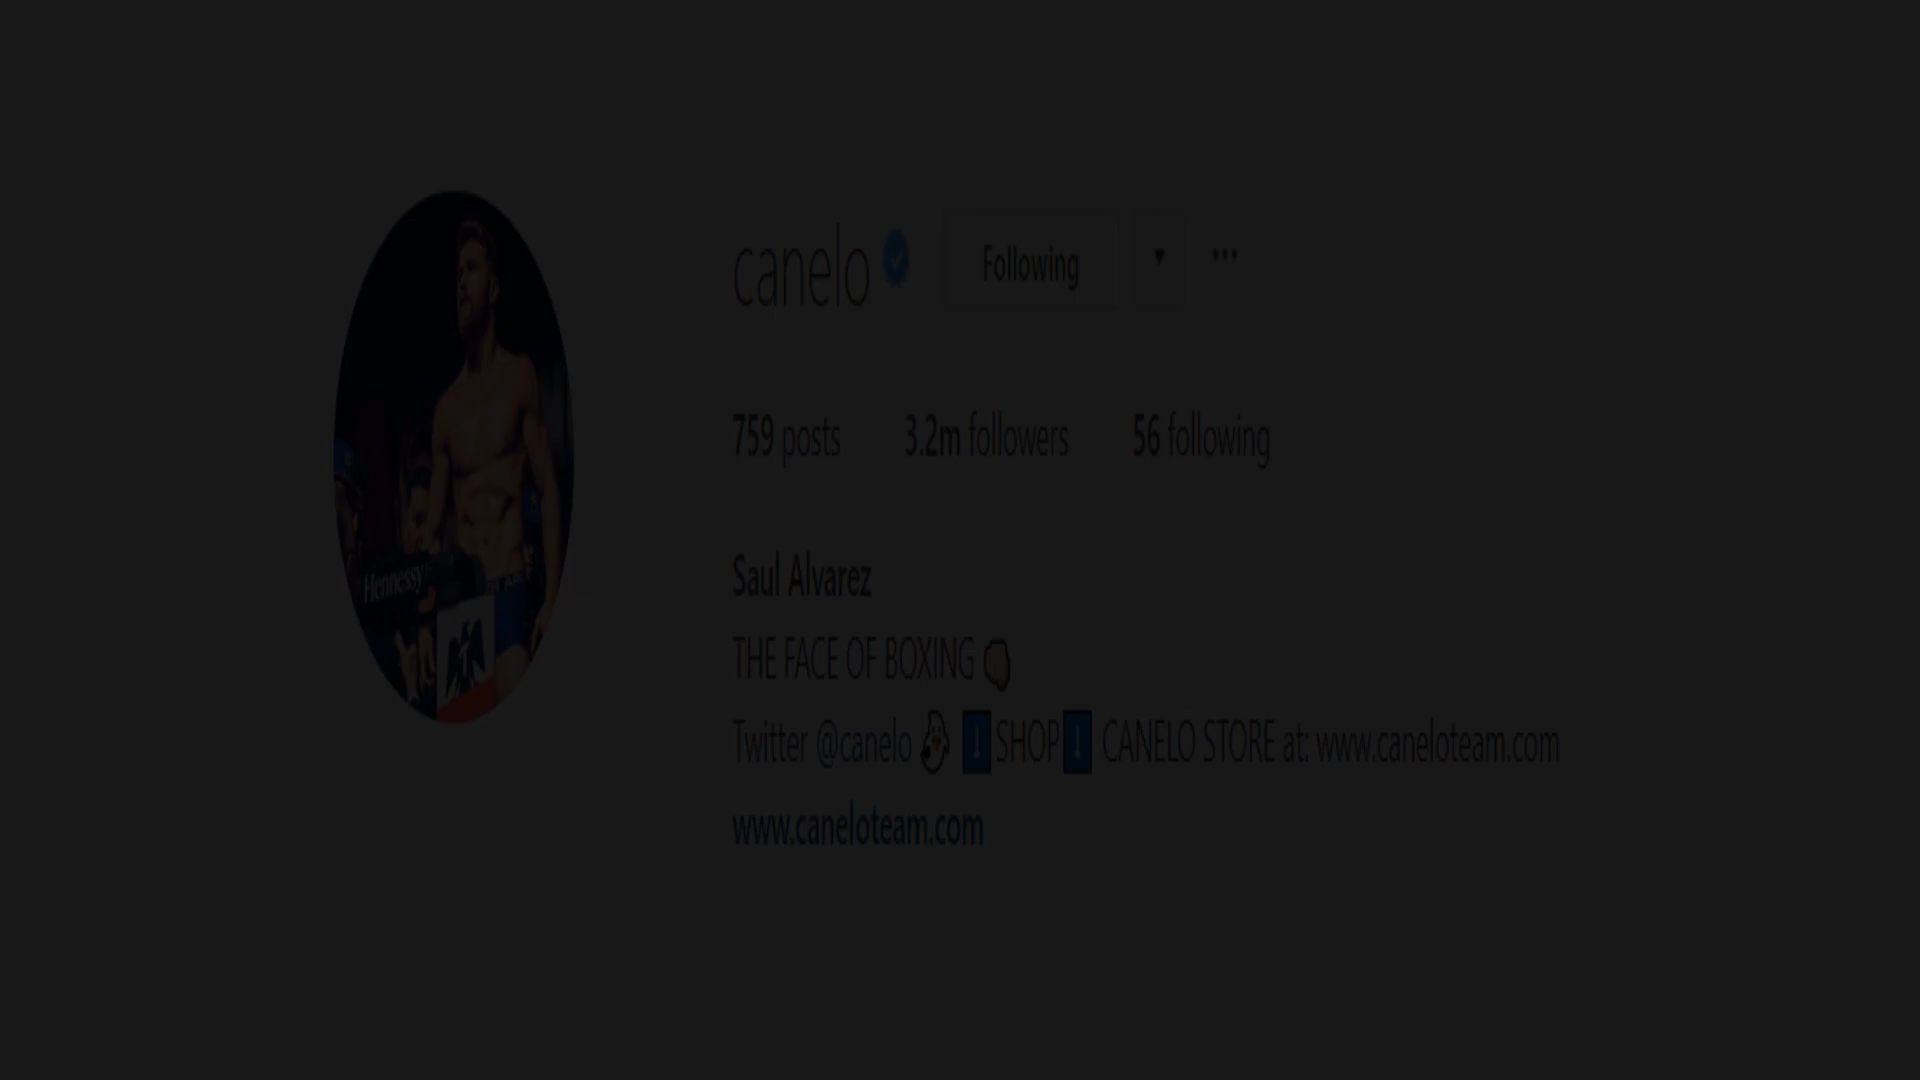 canelo Following
759 posts 3.2m followers 56 following
Saul Alvarez
THE FACE OF BOXING
Twitter @canelo 👻 ⬇SHOP⬇ CANELO STORE at: www.caneloteam.com
www.caneloteam.com
Hennessy